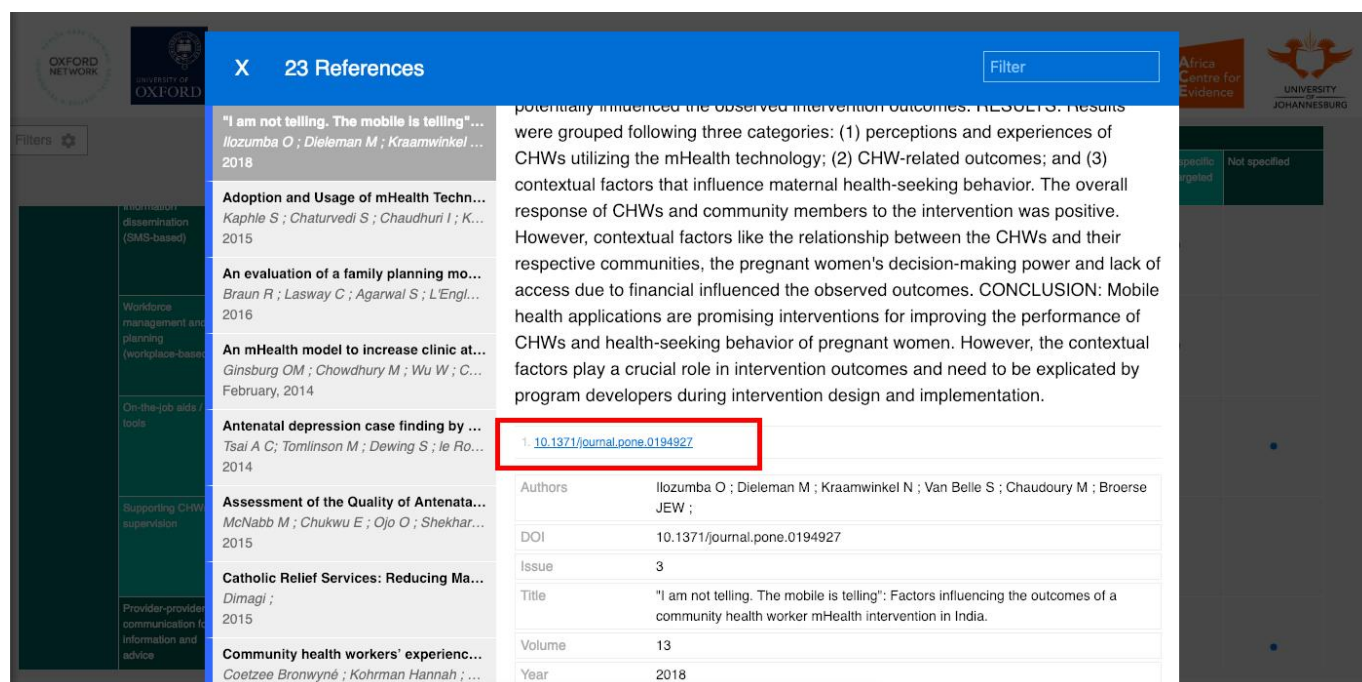 OXFORD
NETWORK
UNIVERSITY OF
OXFORD
X 23 References
Filter
Africa
Centre for
Evidence
UNIVERSITY
OF
JOHANNESBURG
Filters
specific
targeted
Not specified
information
dissemination
(SMS-based)
Workforce
management and
planning
(workplace-based
On-the-job aids /
tools
Supporting CHW
supervision
Provider-provider
communication fo
information and
advice
"I am not telling. The mobile is telling"...
Ilozumba O ; Dieleman M ; Kraamwinkel ...
2018
Adoption and Usage of mHealth Techn...
Kaphle S ; Chaturvedi S ; Chaudhuri I ; K...
2015
An evaluation of a family planning mo...
Braun R ; Lasway C ; Agarwal S ; L'Engl...
2016
An mHealth model to increase clinic at...
Ginsburg OM ; Chowdhury M ; Wu W ; C...
February, 2014
Antenatal depression case finding by ...
Tsai A C; Tomlinson M ; Dewing S ; le Ro...
2014
Assessment of the Quality of Antenata...
McNabb M ; Chukwu E ; Ojo O ; Shekhar...
2015
Catholic Relief Services: Reducing Ma...
Dimagi ;
2015
Community health workers' experienc...
Coetzee Bronwyné ; Kohrman Hannah ; ...
potentially influenced the observed intervention outcomes. RESULTS: Results
were grouped following three categories: (1) perceptions and experiences of
CHWs utilizing the mHealth technology; (2) CHW-related outcomes; and (3)
contextual factors that influence maternal health-seeking behavior. The overall
response of CHWs and community members to the intervention was positive.
However, contextual factors like the relationship between the CHWs and their
respective communities, the pregnant women's decision-making power and lack of
access due to financial influenced the observed outcomes. CONCLUSION: Mobile
health applications are promising interventions for improving the performance of
CHWs and health-seeking behavior of pregnant women. However, the contextual
factors play a crucial role in intervention outcomes and need to be explicated by
program developers during intervention design and implementation.
1. 10.1371/journal.pone.0194927
Authors Ilozumba O ; Dieleman M ; Kraamwinkel N ; Van Belle S ; Chaudoury M ; Broerse
JEW ;
DOI 10.1371/journal.pone.0194927
Issue 3
Title "I am not telling. The mobile is telling": Factors influencing the outcomes of a
community health worker mHealth intervention in India.
Volume 13
Year 2018